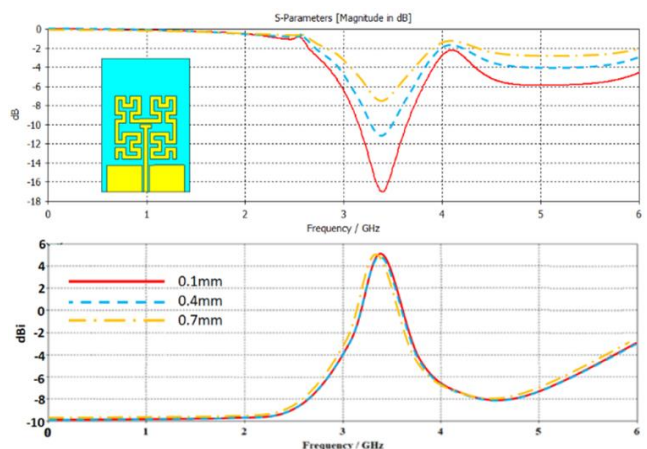 S-Parameters [Magnitude in dB]
0
-2
-4
-6
-8
-10
-12
-14
-16
-18
dB
0 1 2 3 4 5 6
Frequency / GHz
6
4
2
0
-2
-4
-6
-8
-10
dBi
0.1mm
0.4mm
0.7mm
0 1 2 3 4 5 6
Frequency / GHz